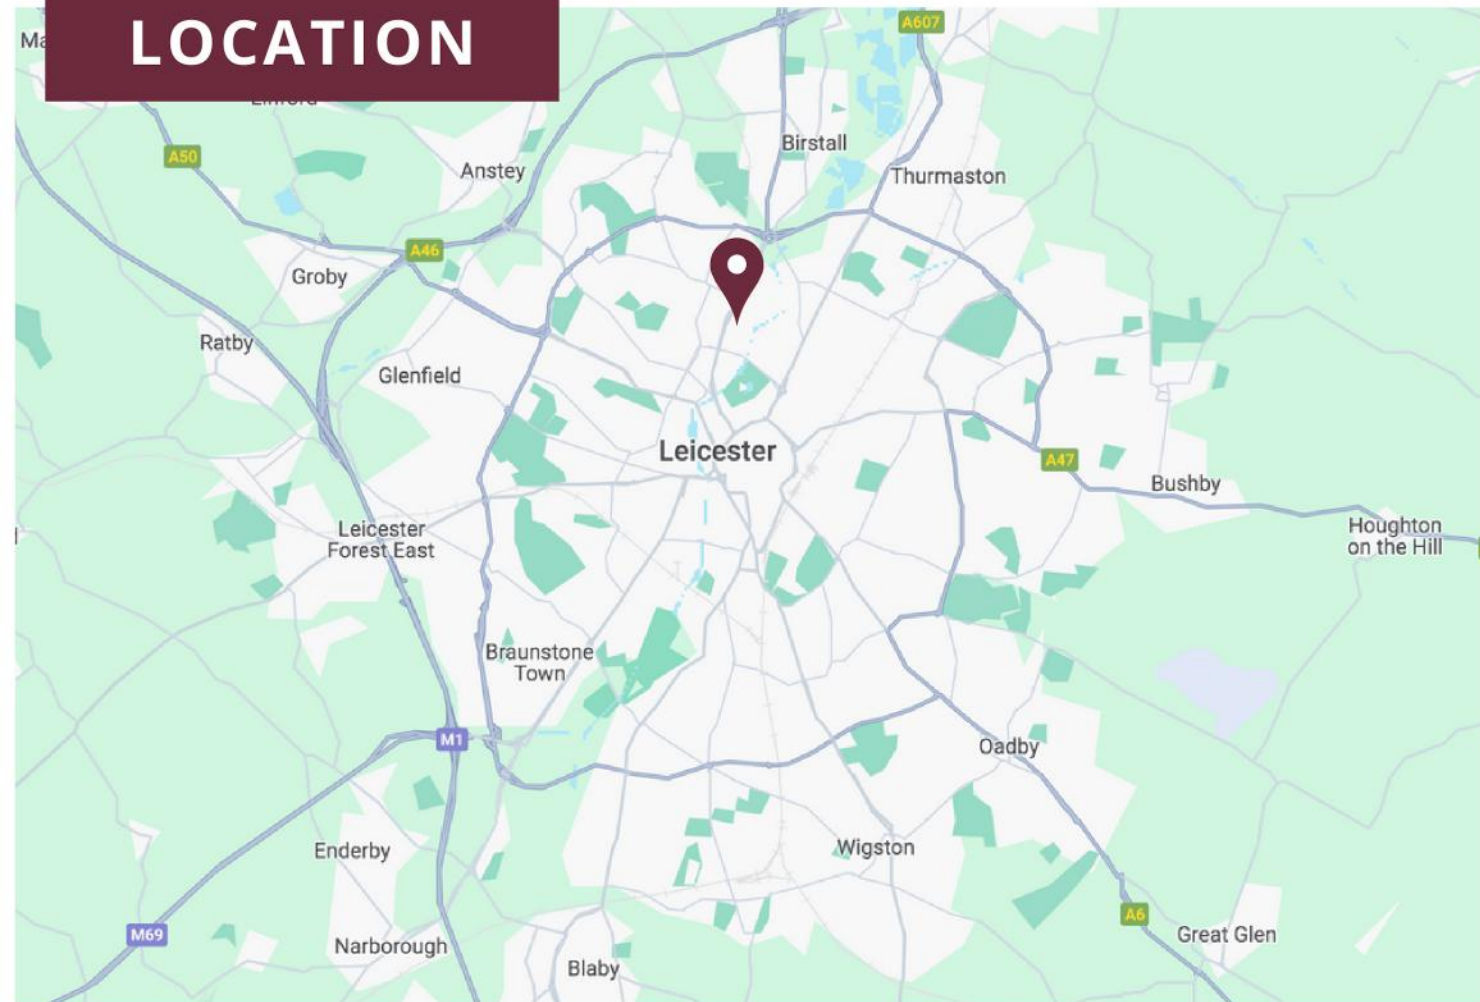 LOCATION
A607
Birstall
A50
Anstey
Thurmaston
A46
Groby
Ratby
Glenfield
Leicester
A47
Bushby
Leicester
Forest East
Houghton
on the Hill
Braunstone
Town
M1
Oadby
Enderby
Wigston
A6
M69
Narborough
Great Glen
Blaby